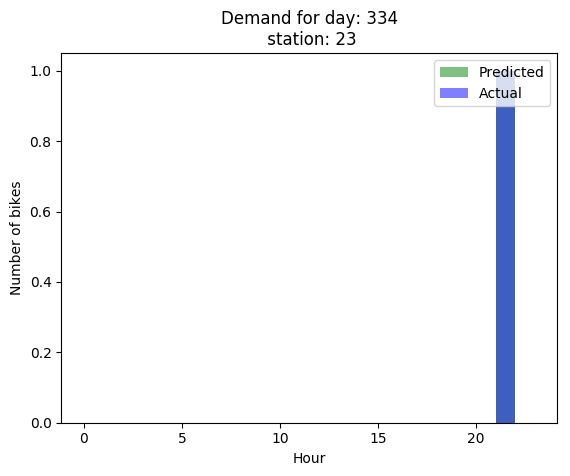 Demand for day: 334
station: 23
Predicted
Actual
1.0
0.8
0.6
0.4
0.2
0.0
Number of bikes
0
5
10
15
20
Hour